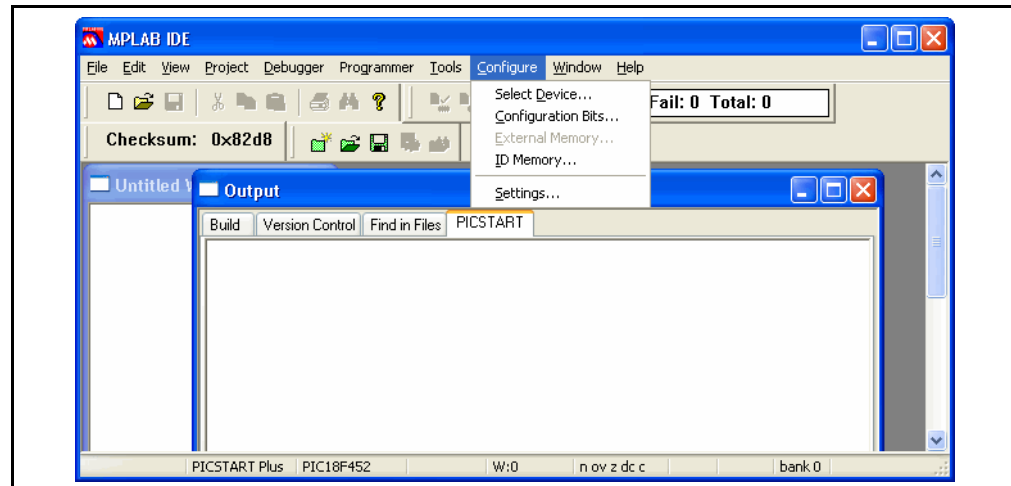 MPLAB IDE
File Edit View Project Debugger Programmer Tools Configure Window Help
Select Device...
Configuration Bits...
External Memory...
ID Memory...
Settings...
Fail: 0 Total: 0
Checksum: 0x82d8
Untitled
Output
Build Version Control Find in Files PICSTART
PICSTART Plus PIC18F452 W:0 n ov z dc c bank 0